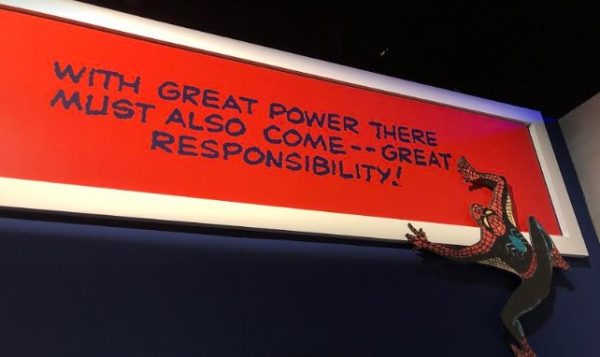 WITH GREAT POWER THERE
MUST ALSO COME--GREAT
RESPONSIBILITY!